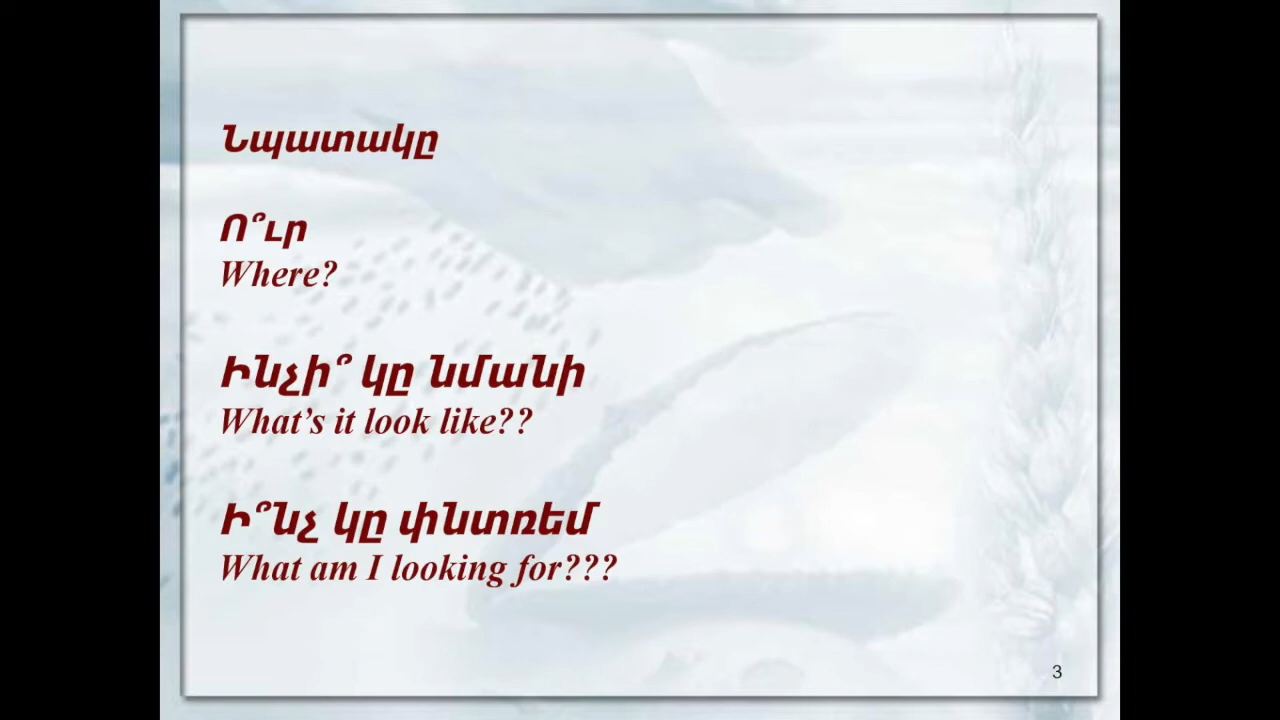 Նպատակը
Ո՞ւր
Where?
Ինչի՞ կը նմանի
What’s it look like??
Ի՞նչ կը փնտռեմ
What am I looking for???
3